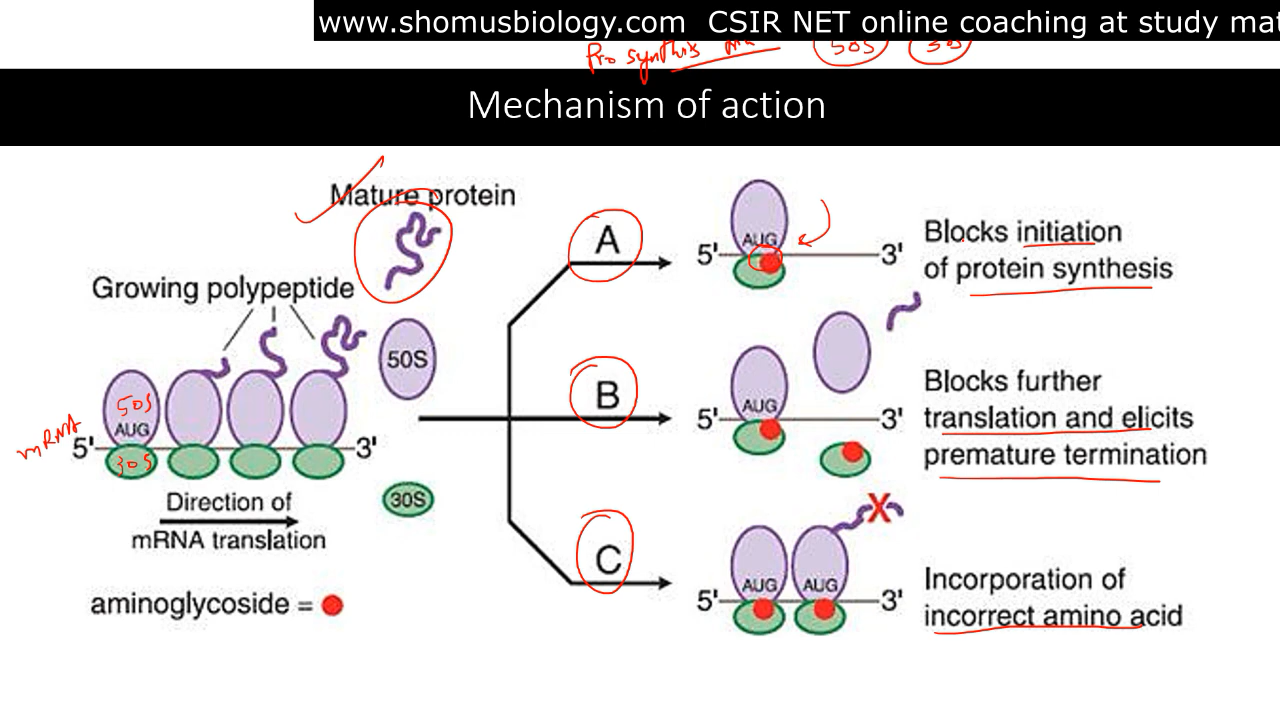 www.shomusbiology.com CSIR NET online coaching at study mat
Pro synthesis 50S 30S
Mechanism of action
Mature protein
Growing polypeptide
50S
50S
AUG
mRNA 5' 3'
30S
30S
Direction of
mRNA translation
aminoglycoside =
A
AUG
5' 3'
Blocks initiation
of protein synthesis
B
AUG
5' 3'
Blocks further
translation and elicits
premature termination
C
X
AUG AUG
5' 3'
Incorporation of
incorrect amino acid